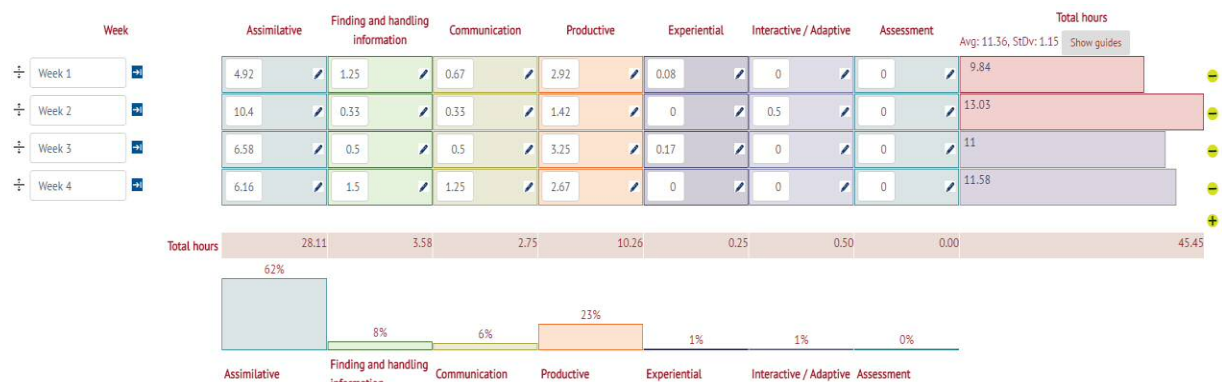 Week Assimilative Finding and handling information Communication Productive Experiential Interactive / Adaptive Assessment Total hours
Avg: 11.36, StDv: 1.15 Show guides
Week 1 4.92 1.25 0.67 2.92 0.08 0 0 9.84
Week 2 10.4 0.33 0.33 1.42 0 0.5 0 13.03
Week 3 6.58 0.5 0.5 3.25 0.17 0 0 11
Week 4 6.16 1.5 1.25 2.67 0 0 0 11.58
Total hours 28.11 3.58 2.75 10.26 0.25 0.50 0.00 45.45
62% 8% 6% 23% 1% 1% 0%
Assimilative Finding and handling information Communication Productive Experiential Interactive / Adaptive Assessment